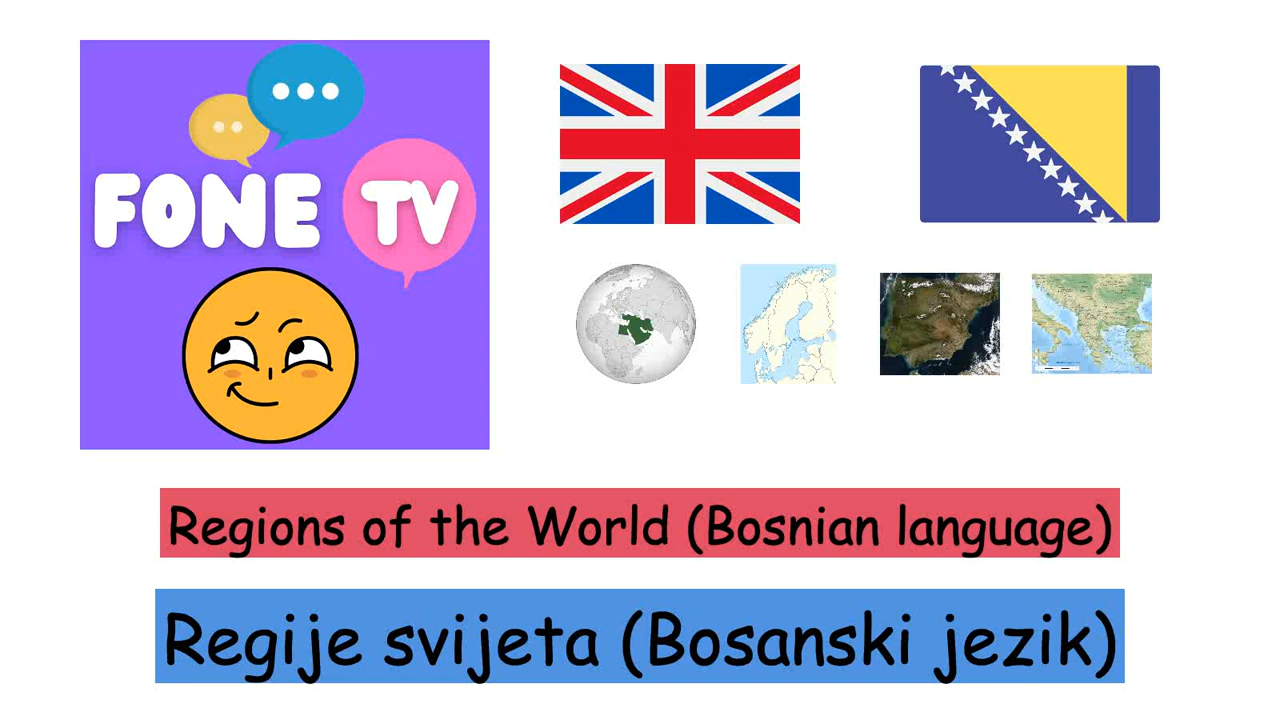 FONE TV
Regions of the World (Bosnian language)
Regije svijeta (Bosanski jezik)